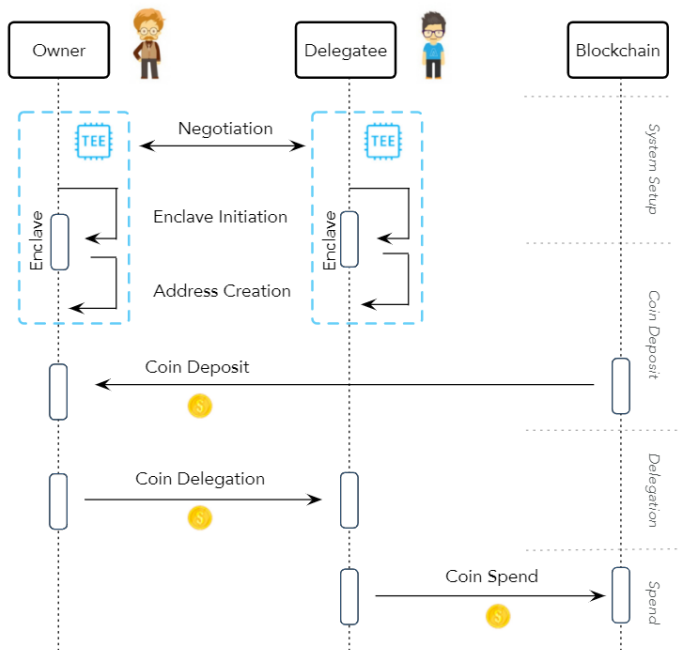 Owner
Delegatee
Blockchain
TEE
Negotiation
TEE
System Setup
Enclave
Enclave Initiation
Enclave
Address Creation
Coin Deposit
Coin Deposit
$
Coin Delegation
Delegation
$
Coin Spend
Spend
$